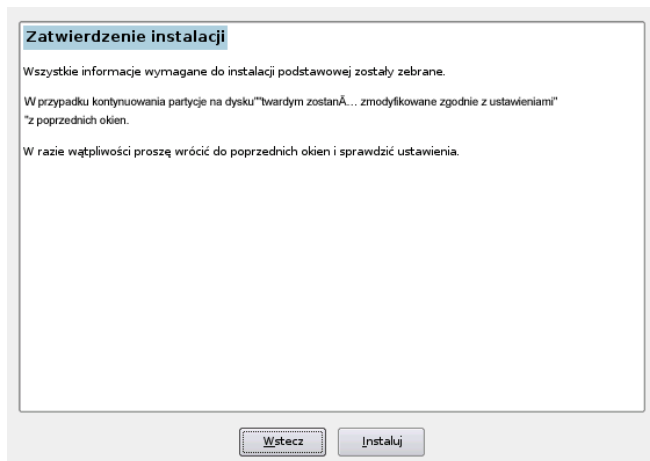 Zatwierdzenie instalacji
Wszystkie informacje wymagane do instalacji podstawowej zostały zebrane.
W przypadku kontynuowania partycje na dysku""twardym zostanÄ… zmodyfikowane zgodnie z ustawieniami"
"z poprzednich okien.
W razie wątpliwości proszę wrócić do poprzednich okien i sprawdzić ustawienia.
Wstecz
Instaluj